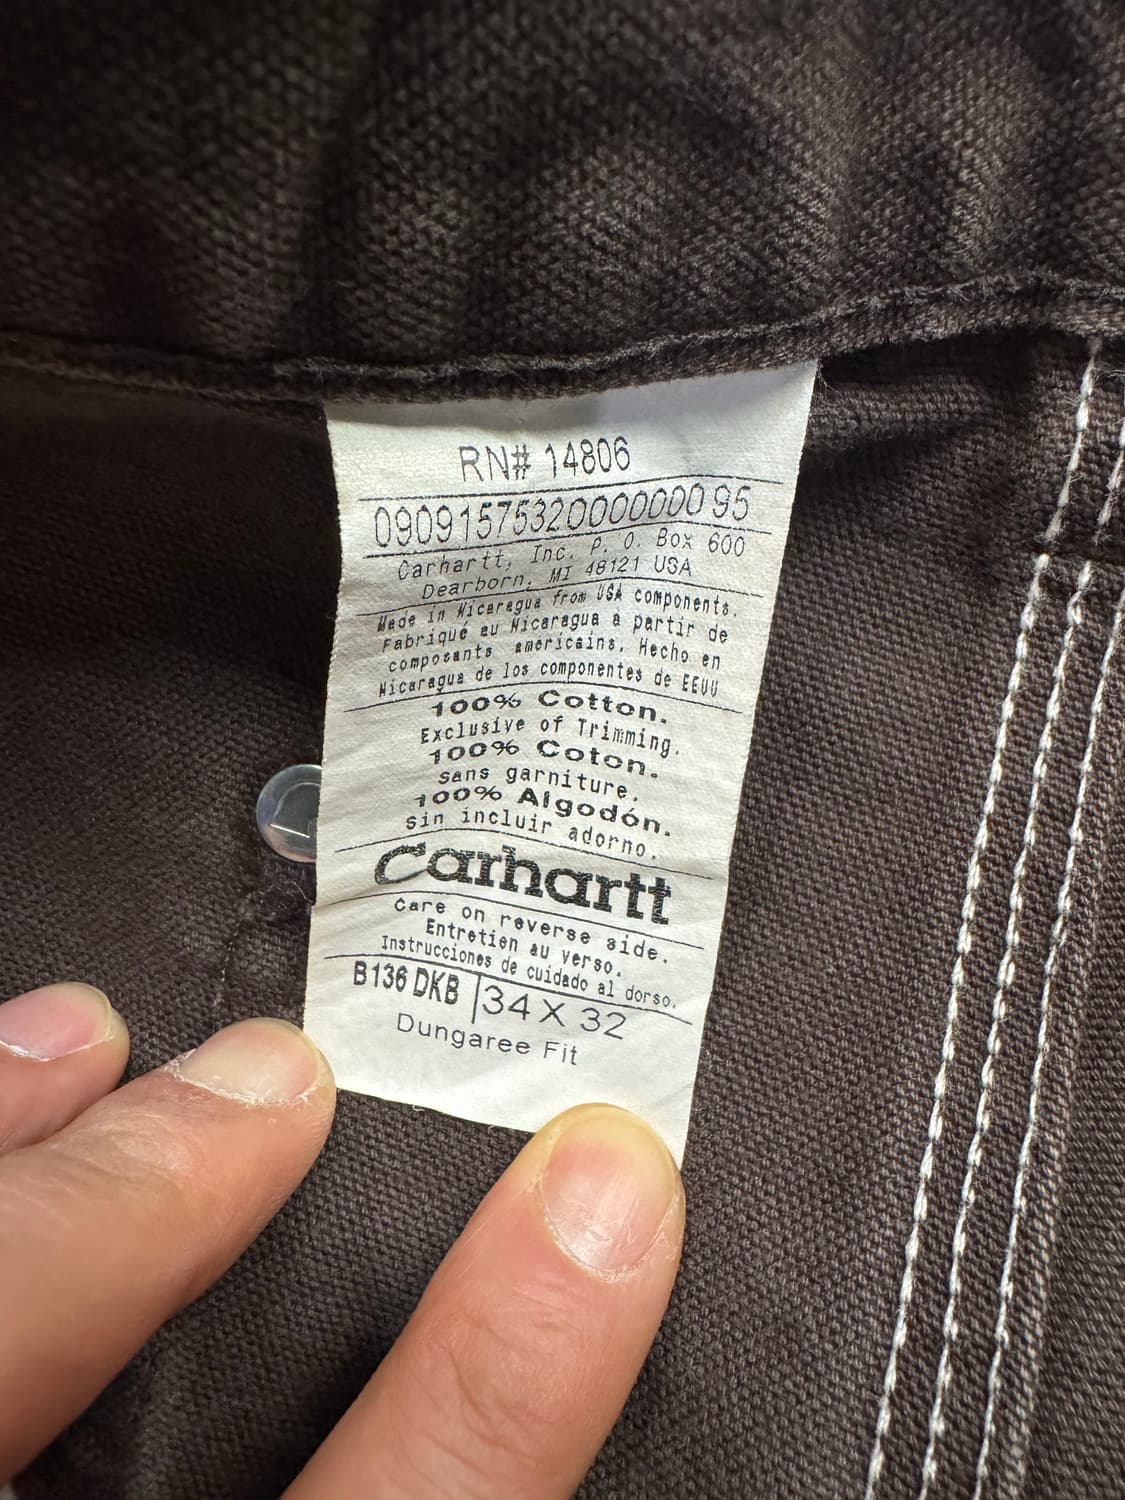 RN# 14806
0909157532000000095
Carhartt, Inc. P. O. Box 600
Dearborn, MI 48121 USA
Made in Nicaragua from USA components.
Fabriqué au Nicaragua à partir de
composants américains. Hecho en
Nicaragua de los componentes de EEUU
100% Cotton.
Exclusive of Trimming.
100% Coton.
Sans garniture.
100% Algodón.
Sin incluir adorno.
Carhartt
Care on reverse side.
Entretien au verso.
Instrucciones de cuidado al dorso.
B136 DKB 34 X 32
Dungaree Fit